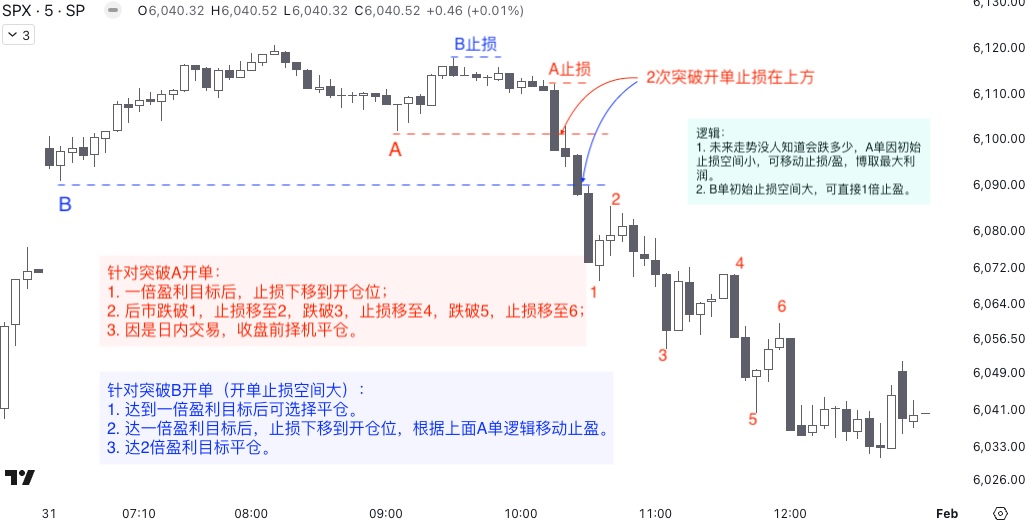 SPX · 5 · SP O6,040.32 H6,040.52 L6,040.32 C6,040.52 +0.46 (+0.01%)
3
6,130.00
B止损
A止损
2次突破开单止损在上方
6,120.00
6,110.00
6,100.00
6,090.00
6,080.00
6,072.00
6,064.00
6,056.50
6,049.00
6,041.00
6,033.00
6,026.00
A
B
逻辑:
1. 未来走势没人知道会跌多少，A单因初始
止损空间小，可移动止损/盈，博取最大利
润。
2. B单初始止损空间大，可直接1倍止盈。
2
1
4
3
6
5
针对突破A开单：
1. 一倍盈利目标后，止损下移到开仓位；
2. 后市跌破1，止损移至2，跌破3，止损移至4，跌破5，止损移至6；
3. 因是日内交易，收盘前择机平仓。
针对突破B开单（开单止损空间大）：
1. 达到一倍盈利目标后可选择平仓。
2. 达一倍盈利目标后，止损下移到开仓位，根据上面A单逻辑移动止盈。
3. 达2倍盈利目标平仓。
31 07:10 08:00 09:00 10:00 11:00 12:00 Feb